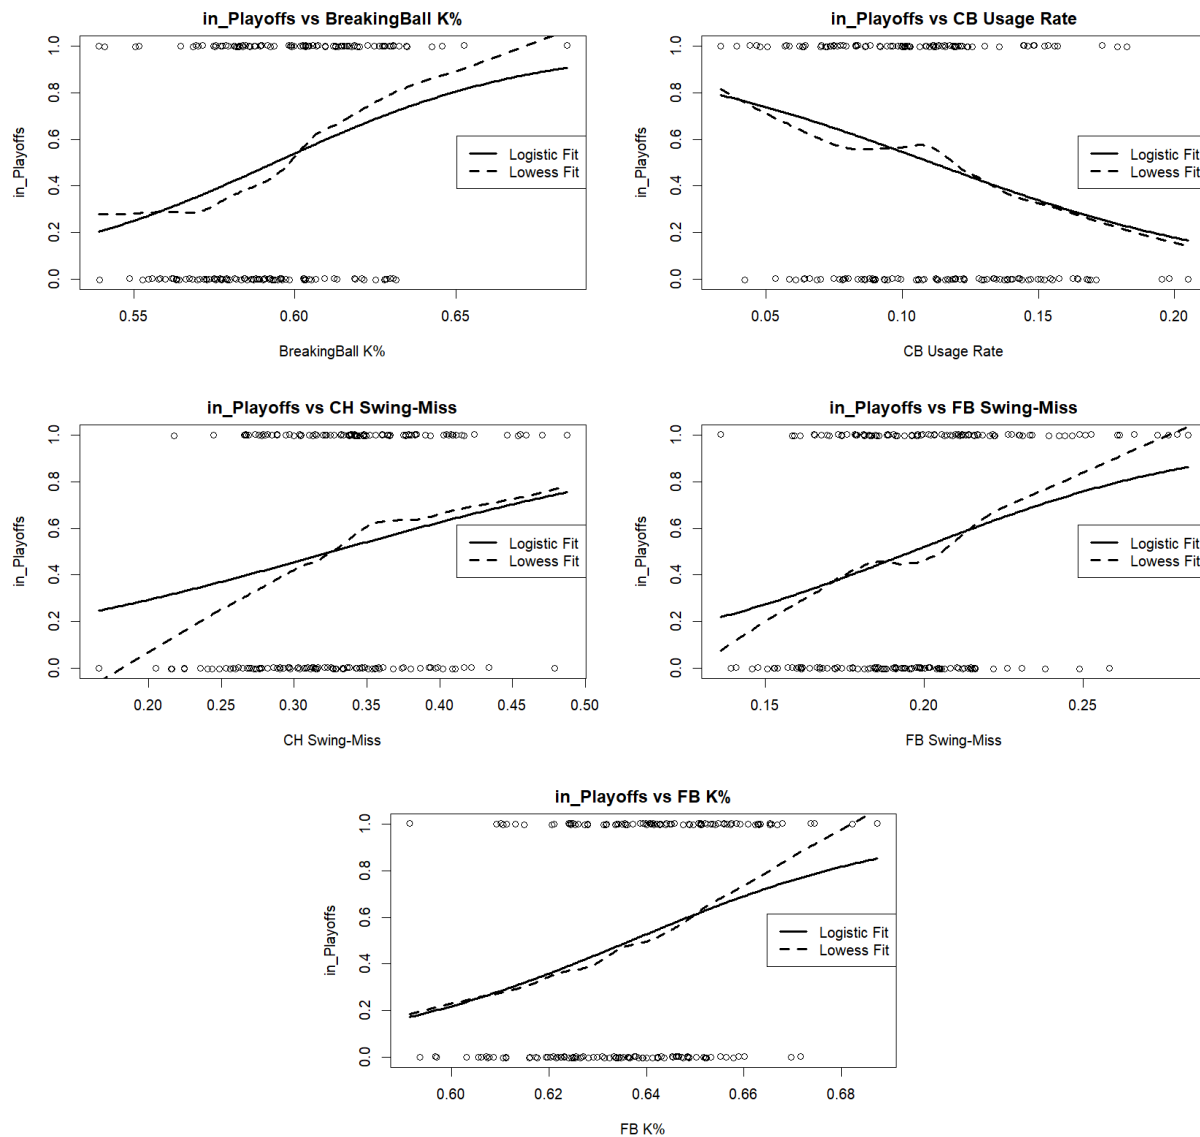 in_Playoffs vs BreakingBall K%
in_Playoffs
1.0
0.8
0.6
0.4
0.2
0.0
Logistic Fit
Lowess Fit
0.55 0.60 0.65
BreakingBall K%
in_Playoffs vs CB Usage Rate
in_Playoffs
1.0
0.8
0.6
0.4
0.2
0.0
Logistic Fit
Lowess Fit
0.05 0.10 0.15 0.20
CB Usage Rate
in_Playoffs vs CH Swing-Miss
in_Playoffs
1.0
0.8
0.6
0.4
0.2
0.0
Logistic Fit
Lowess Fit
0.20 0.25 0.30 0.35 0.40 0.45 0.50
CH Swing-Miss
in_Playoffs vs FB Swing-Miss
in_Playoffs
1.0
0.8
0.6
0.4
0.2
0.0
Logistic Fit
Lowess Fit
0.15 0.20 0.25
FB Swing-Miss
in_Playoffs vs FB K%
in_Playoffs
1.0
0.8
0.6
0.4
0.2
0.0
Logistic Fit
Lowess Fit
0.60 0.62 0.64 0.66 0.68
FB K%